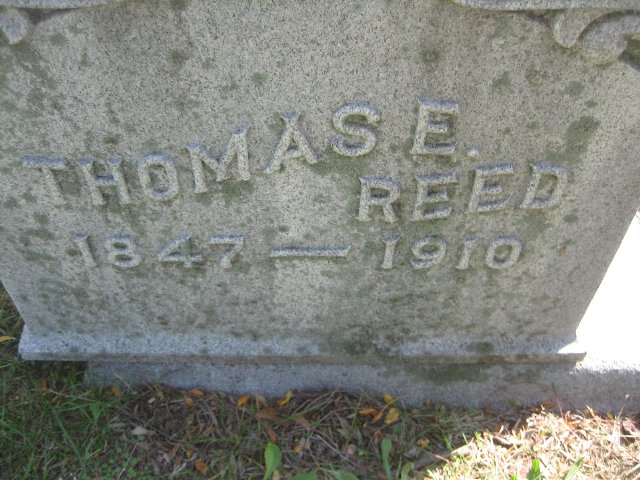 THOMAS E.
REED
1847 — 1910